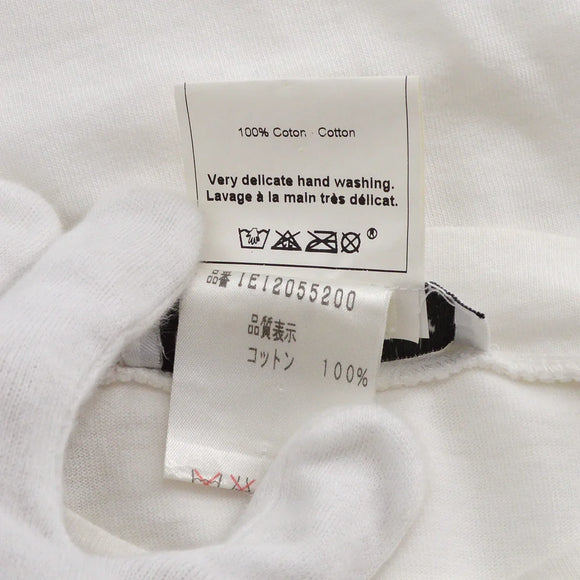 100% Coton - Cotton
Very delicate hand washing.
Lavage à la main très délicat.
®
品番 1E12055200
品質表示
コットン 100%